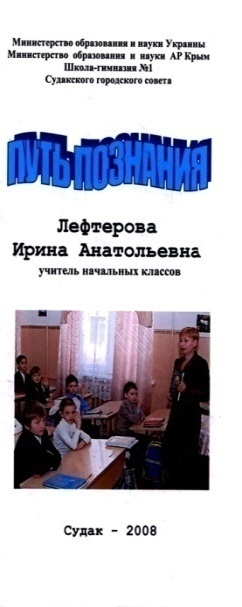 Министерство образования и науки Украины
Министерство образования и науки АР Крым
Школа-гимназия №1
Судакского городского совета
ПУТЬ ПОЗНАНИЯ
Лефтерова
Ирина Анатольевна
учитель начальных классов
Судак - 2008